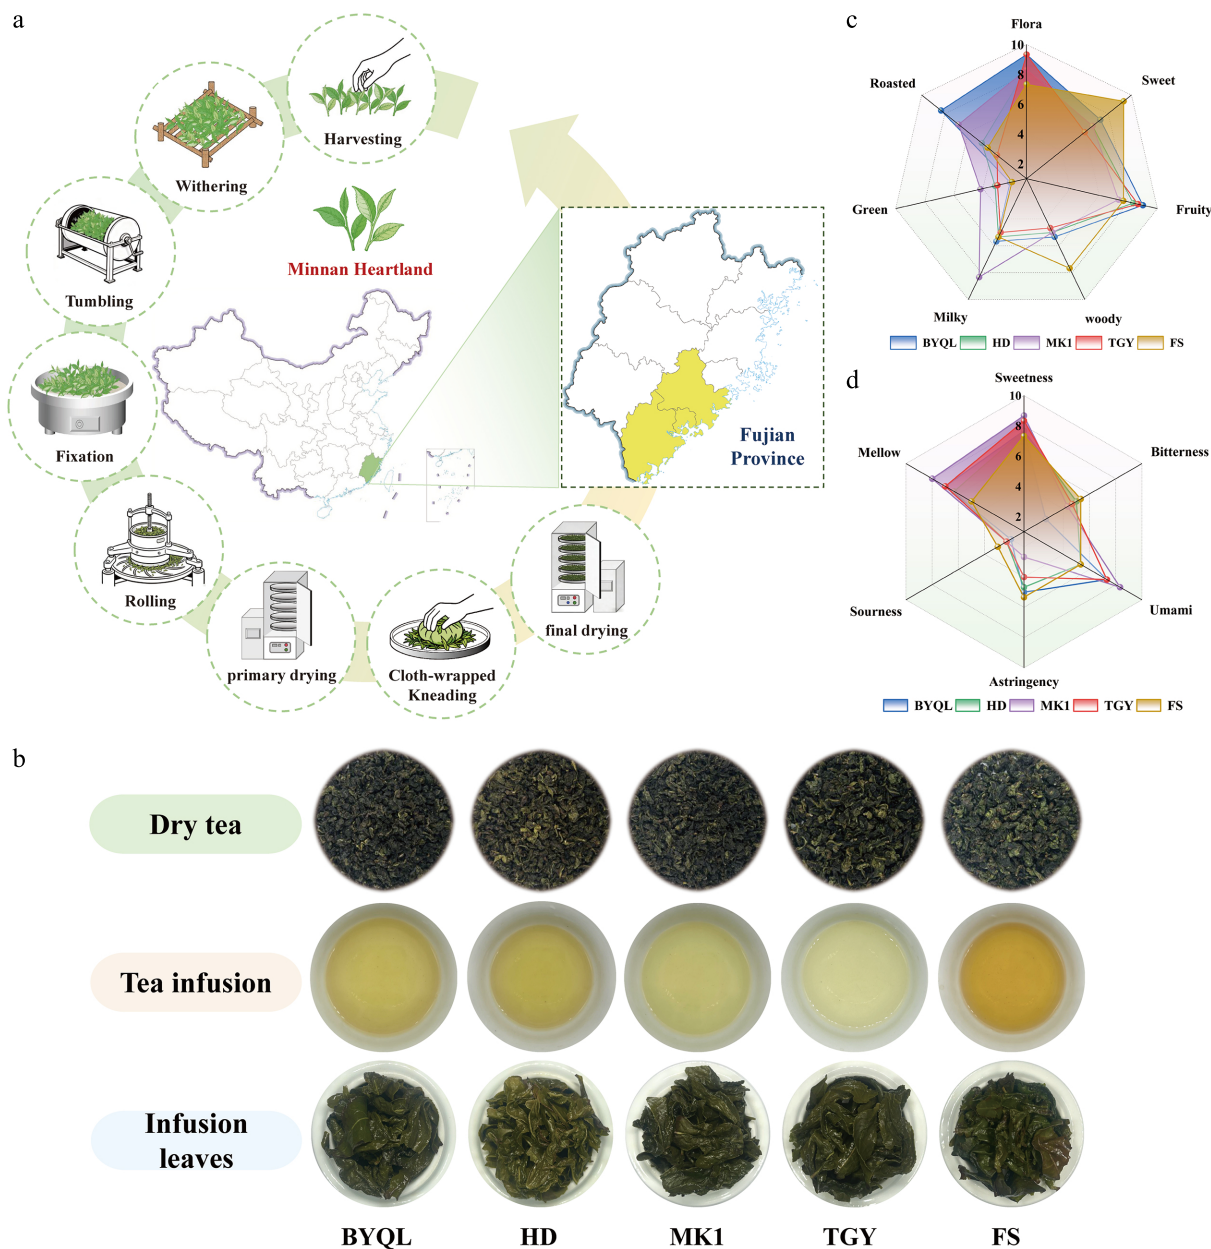 a
Harvesting
Withering
Tumbling
Fixation
Rolling
primary drying
Cloth-wrapped
Kneading
final drying
Minnan Heartland
Fujian
Province
c
Flora
10
8
6
4
2
Sweet
Fruity
woody
Milky
Green
Roasted
BYQL HD MK1 TGY FS
d
Sweetness
10
8
6
4
2
Bitterness
Umami
Astringency
Sourness
Mellow
BYQL HD MK1 TGY FS
b
Dry tea
Tea infusion
Infusion
leaves
BYQL HD MK1 TGY FS